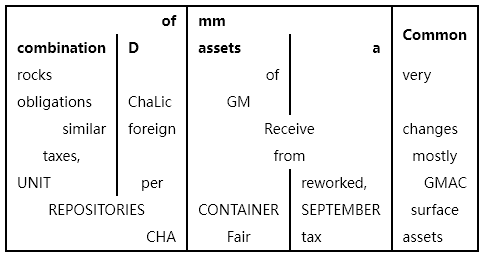 of mm
Common
combination D assets a
rocks of very
obligations ChaLic GM
similar foreign Receive changes
taxes, from mostly
UNIT per reworked, GMAC
REPOSITORIES CONTAINER SEPTEMBER surface
CHA Fair tax assets